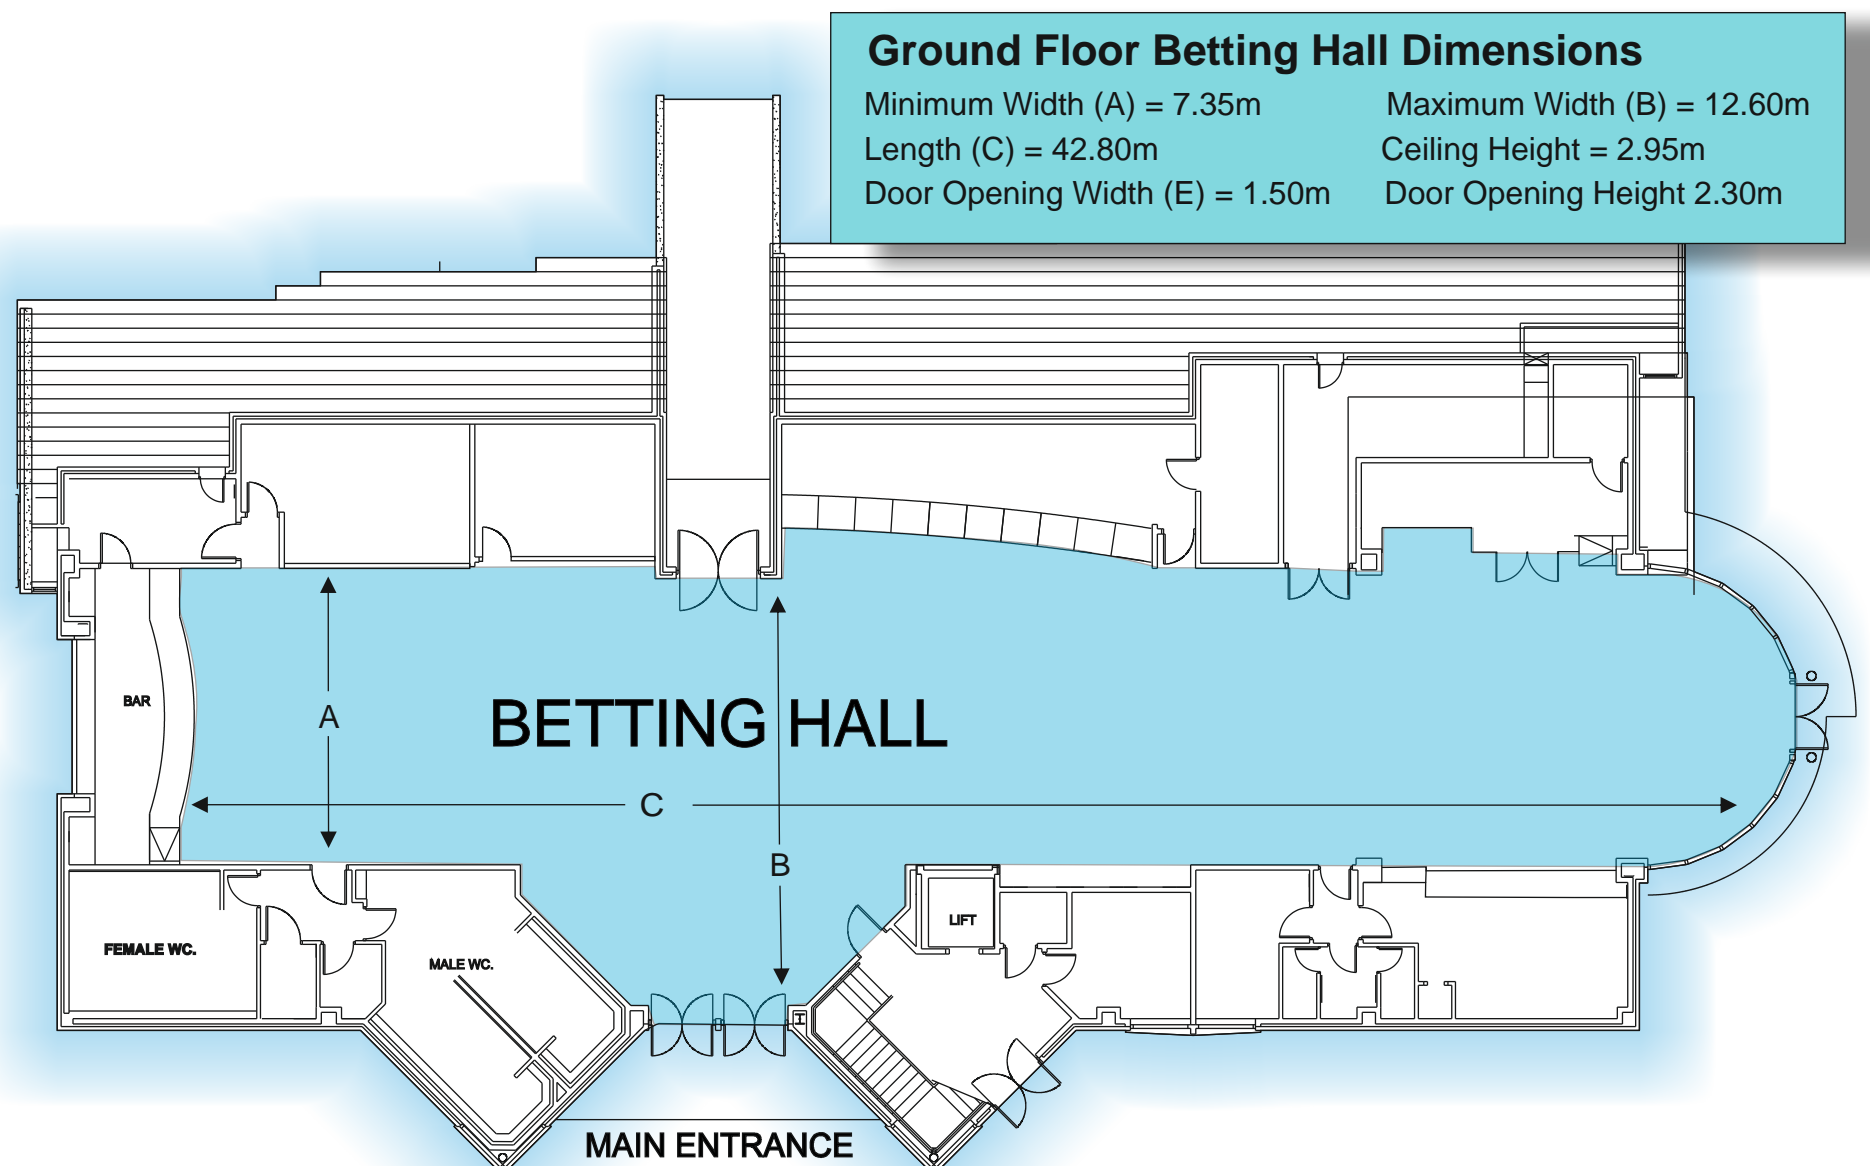 Ground Floor Betting Hall Dimensions
Minimum Width (A) = 7.35m Maximum Width (B) = 12.60m
Length (C) = 42.80m Ceiling Height = 2.95m
Door Opening Width (E) = 1.50m Door Opening Height 2.30m
BAR
A
BETTING HALL
C
B
FEMALE WC.
MALE WC.
LIFT
MAIN ENTRANCE